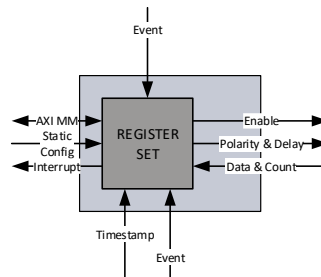 Event
AXI MM
Static
Config
Interrupt
REGISTER
SET
Enable
Polarity & Delay
Data & Count
Timestamp
Event